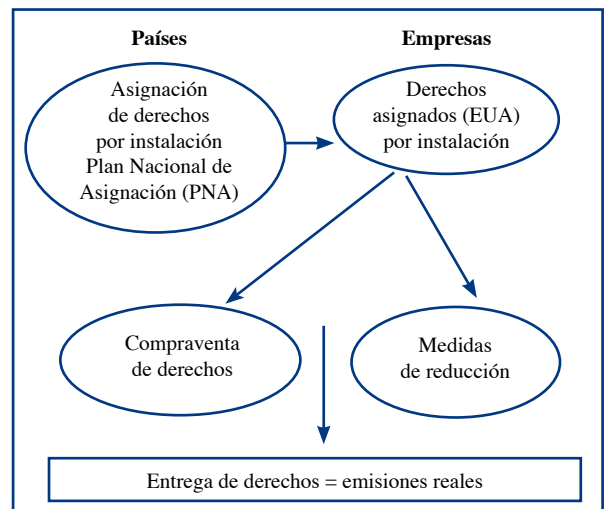 Países
Empresas
Asignación
de derechos
por instalación
Plan Nacional de
Asignación (PNA)
Derechos
asignados (EUA)
por instalación
Compraventa
de derechos
Medidas
de reducción
Entrega de derechos = emisiones reales